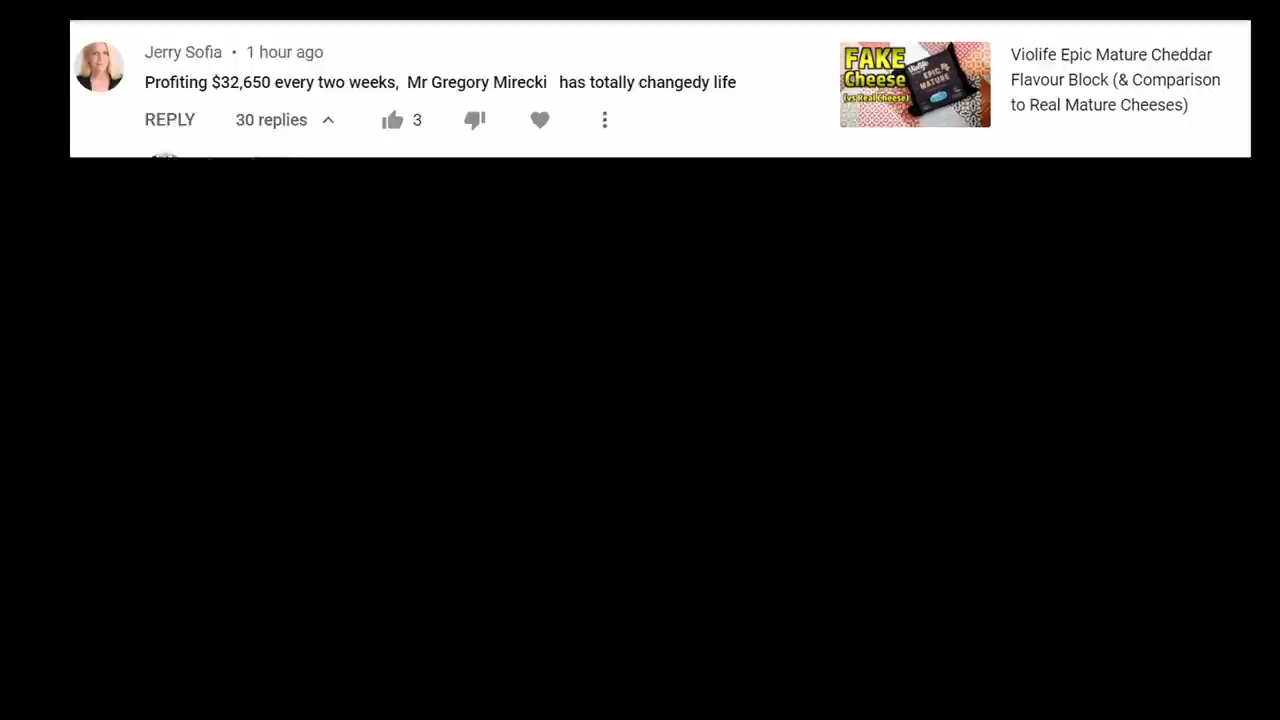 Jerry Sofia • 1 hour ago
Profiting $32,650 every two weeks, Mr Gregory Mirecki has totally changedy life
REPLY 30 replies 3
FAKE
Cheese
(vs Real Cheese)
Violife
EPIC
MATURE
Violife Epic Mature Cheddar
Flavour Block (& Comparison
to Real Mature Cheeses)